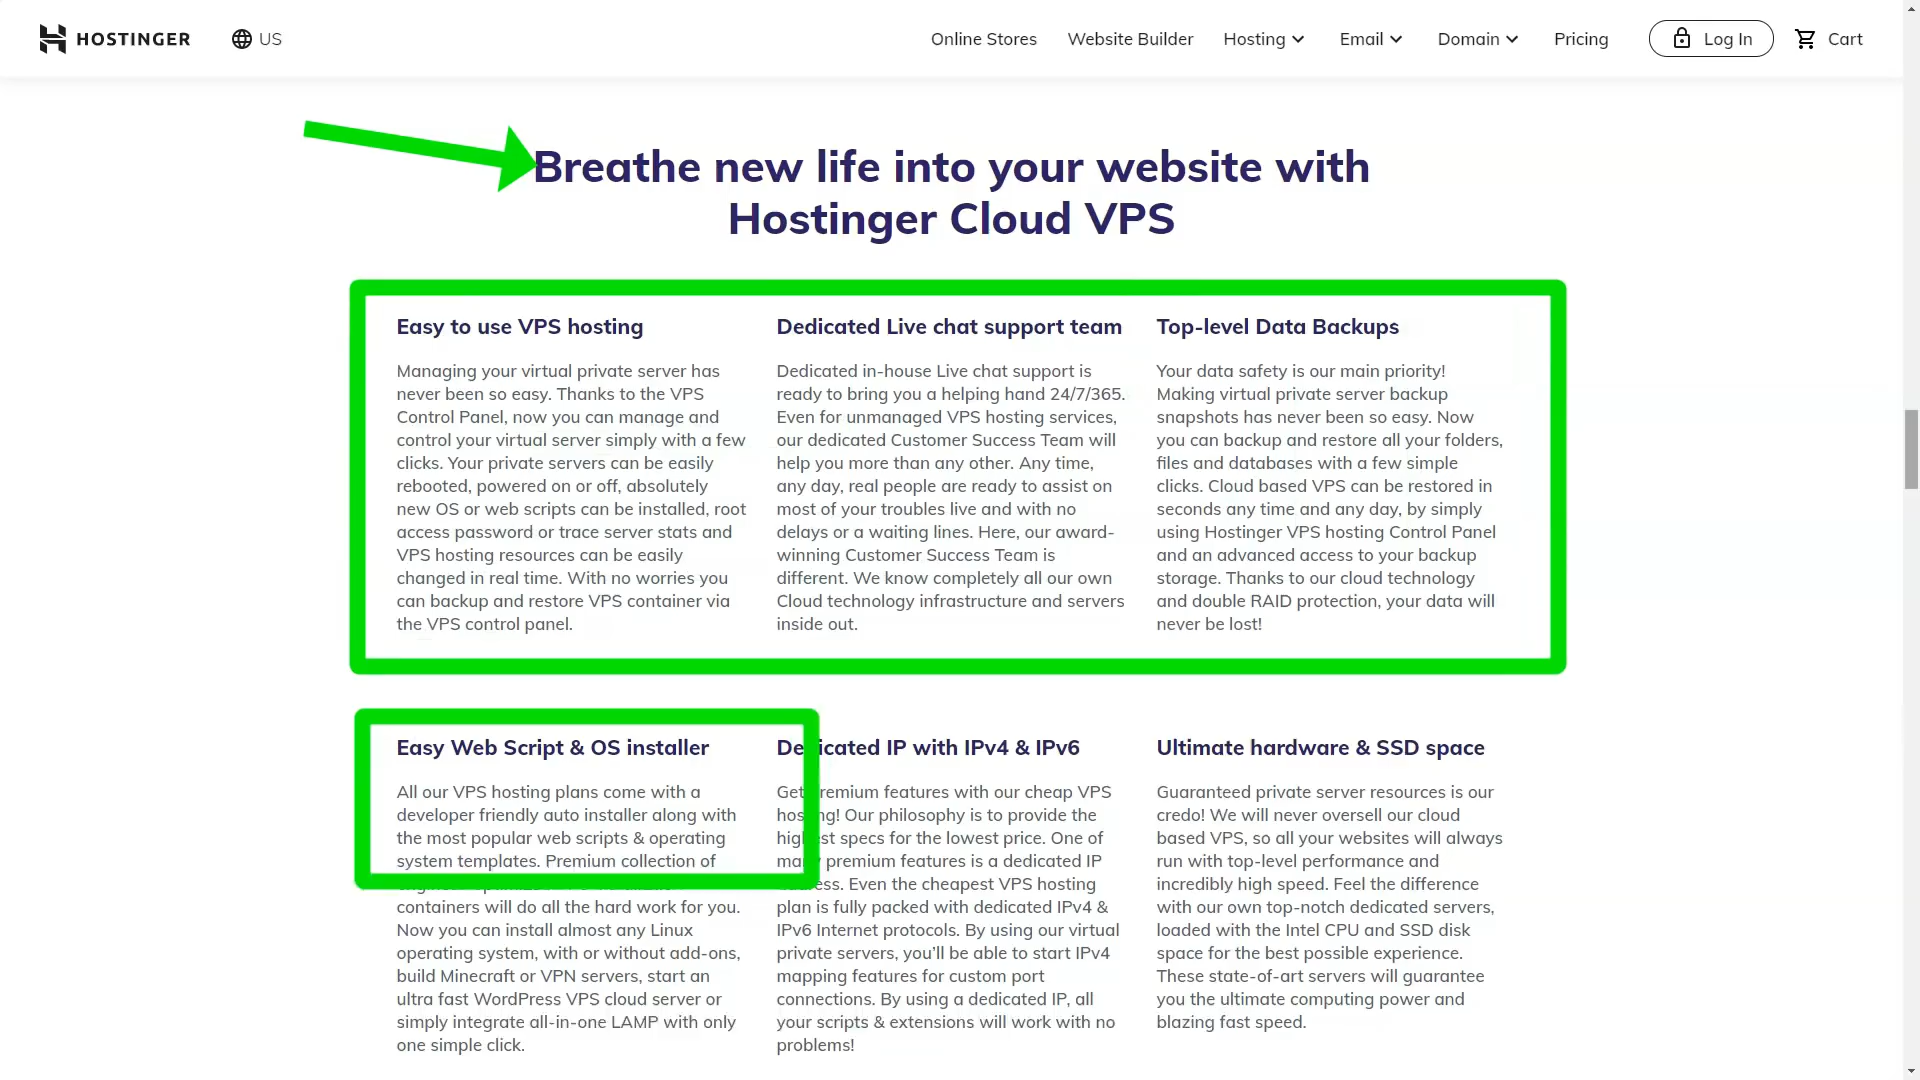 HOSTINGER
US
Online Stores
Website Builder
Hosting
Email
Domain
Pricing
Log In
Cart
Breathe new life into your website with
Hostinger Cloud VPS
Easy to use VPS hosting
Managing your virtual private server has
never been so easy. Thanks to the VPS
Control Panel, now you can manage and
control your virtual server simply with a few
clicks. Your private servers can be easily
rebooted, powered on or off, absolutely
new OS or web scripts can be installed, root
access password or trace server stats and
VPS hosting resources can be easily
changed in real time. With no worries you
can backup and restore VPS container via
the VPS control panel.
Dedicated Live chat support team
Dedicated in-house Live chat support is
ready to bring you a helping hand 24/7/365.
Even for unmanaged VPS hosting services,
our dedicated Customer Success Team will
help you more than any other. Any time,
any day, real people are ready to assist on
most of your troubles live and with no
delays or a waiting lines. Here, our award-
winning Customer Success Team is
different. We know completely all our own
Cloud technology infrastructure and servers
inside out.
Top-level Data Backups
Your data safety is our main priority!
Making virtual private server backup
snapshots has never been so easy. Now
you can backup and restore all your folders,
files and databases with a few simple
clicks. Cloud based VPS can be restored in
seconds any time and any day, by simply
using Hostinger VPS hosting Control Panel
and an advanced access to your backup
storage. Thanks to our cloud technology
and double RAID protection, your data will
never be lost!
Easy Web Script & OS installer
All our VPS hosting plans come with a
developer friendly auto installer along with
the most popular web scripts & operating
system templates. Premium collection of
containers will do all the hard work for you.
Now you can install almost any Linux
operating system, with or without add-ons,
build Minecraft or VPN servers, start an
ultra fast WordPress VPS cloud server or
simply integrate all-in-one LAMP with only
one simple click.
Dedicated IP with IPv4 & IPv6
Get premium features with our cheap VPS
hosting! Our philosophy is to provide the
highest specs for the lowest price. One of
many premium features is a dedicated IP
address. Even the cheapest VPS hosting
plan is fully packed with dedicated IPv4 &
IPv6 Internet protocols. By using our virtual
private servers, you'll be able to start IPv4
mapping features for custom port
connections. By using a dedicated IP, all
your scripts & extensions will work with no
problems!
Ultimate hardware & SSD space
Guaranteed private server resources is our
credo! We will never oversell our cloud
based VPS, so all your websites will always
run with top-level performance and
incredibly high speed. Feel the difference
with our own top-notch dedicated servers,
loaded with the Intel CPU and SSD disk
space for the best possible experience.
These state-of-art servers will guarantee
you the ultimate computing power and
blazing fast speed.